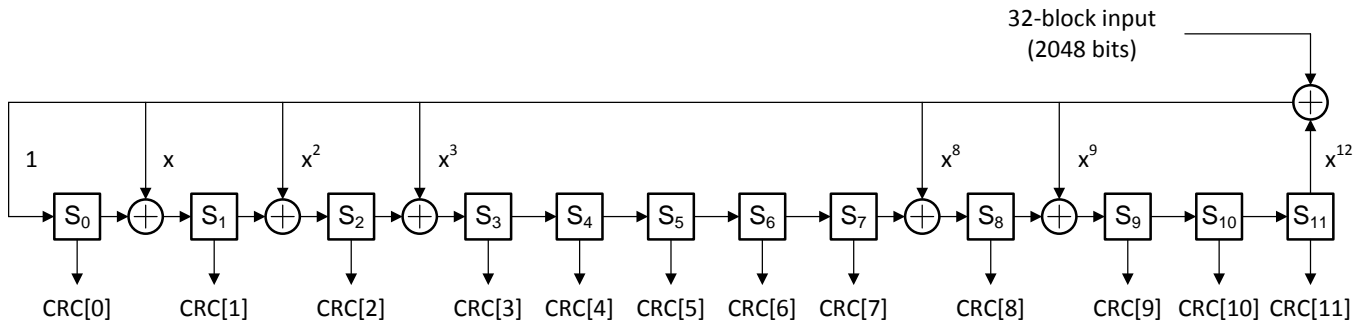 32-block input
(2048 bits)
1 x x² x³ x⁸ x⁹ x¹²
S₀ S₁ S₂ S₃ S₄ S₅ S₆ S₇ S₈ S₉ S₁₀ S₁₁
CRC[0] CRC[1] CRC[2] CRC[3] CRC[4] CRC[5] CRC[6] CRC[7] CRC[8] CRC[9] CRC[10] CRC[11]